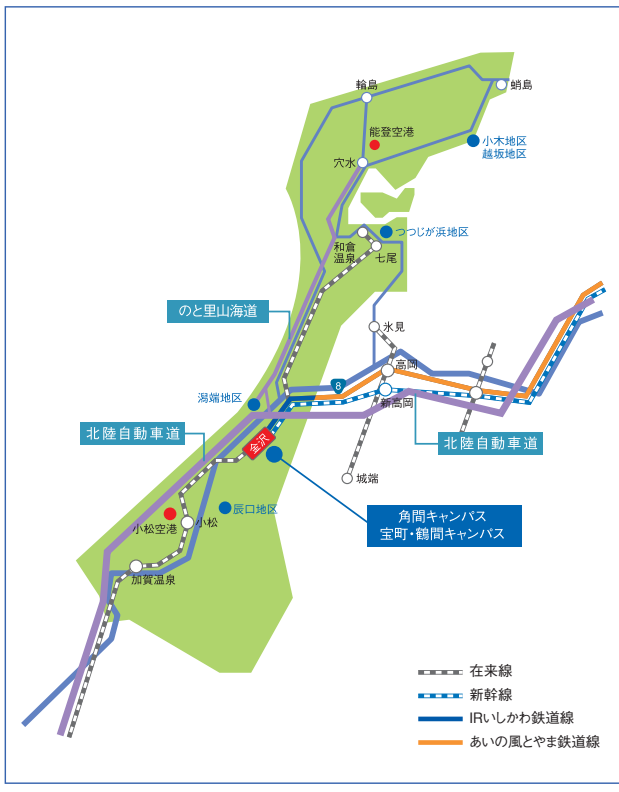 輪島
蛸島
能登空港
小木地区
越坂地区
穴水
つつじが浜地区
和倉
温泉
七尾
のと里山海道
氷見
高岡
8
新高岡
潟端地区
北陸自動車道
金沢
北陸自動車道
城端
辰口地区
角間キャンパス
宝町・鶴間キャンパス
小松空港
小松
加賀温泉
在来線
新幹線
IRいしかわ鉄道線
あいの風とやま鉄道線